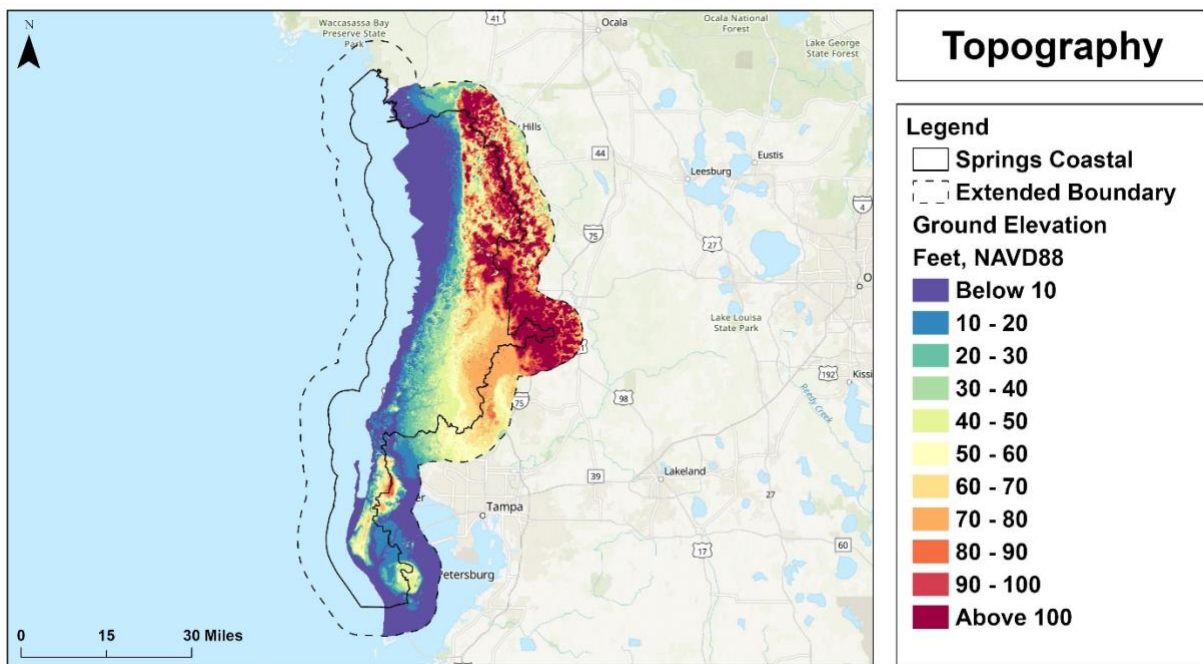 N
Waccasassa Bay
Preserve State
Park
41
Ocala
Ocala National
Forest
Lake George
State Forest
Hills
44
Leesburg
Eustis
4
75
27
Lake Louisa
State Park
192
Kissi
Reedy Creek
75
98
39
Lakeland
27
Tampa
17
60
Petersburg
0 15 30 Miles
Topography
Legend
Springs Coastal
Extended Boundary
Ground Elevation
Feet, NAVD88
Below 10
10 - 20
20 - 30
30 - 40
40 - 50
50 - 60
60 - 70
70 - 80
80 - 90
90 - 100
Above 100